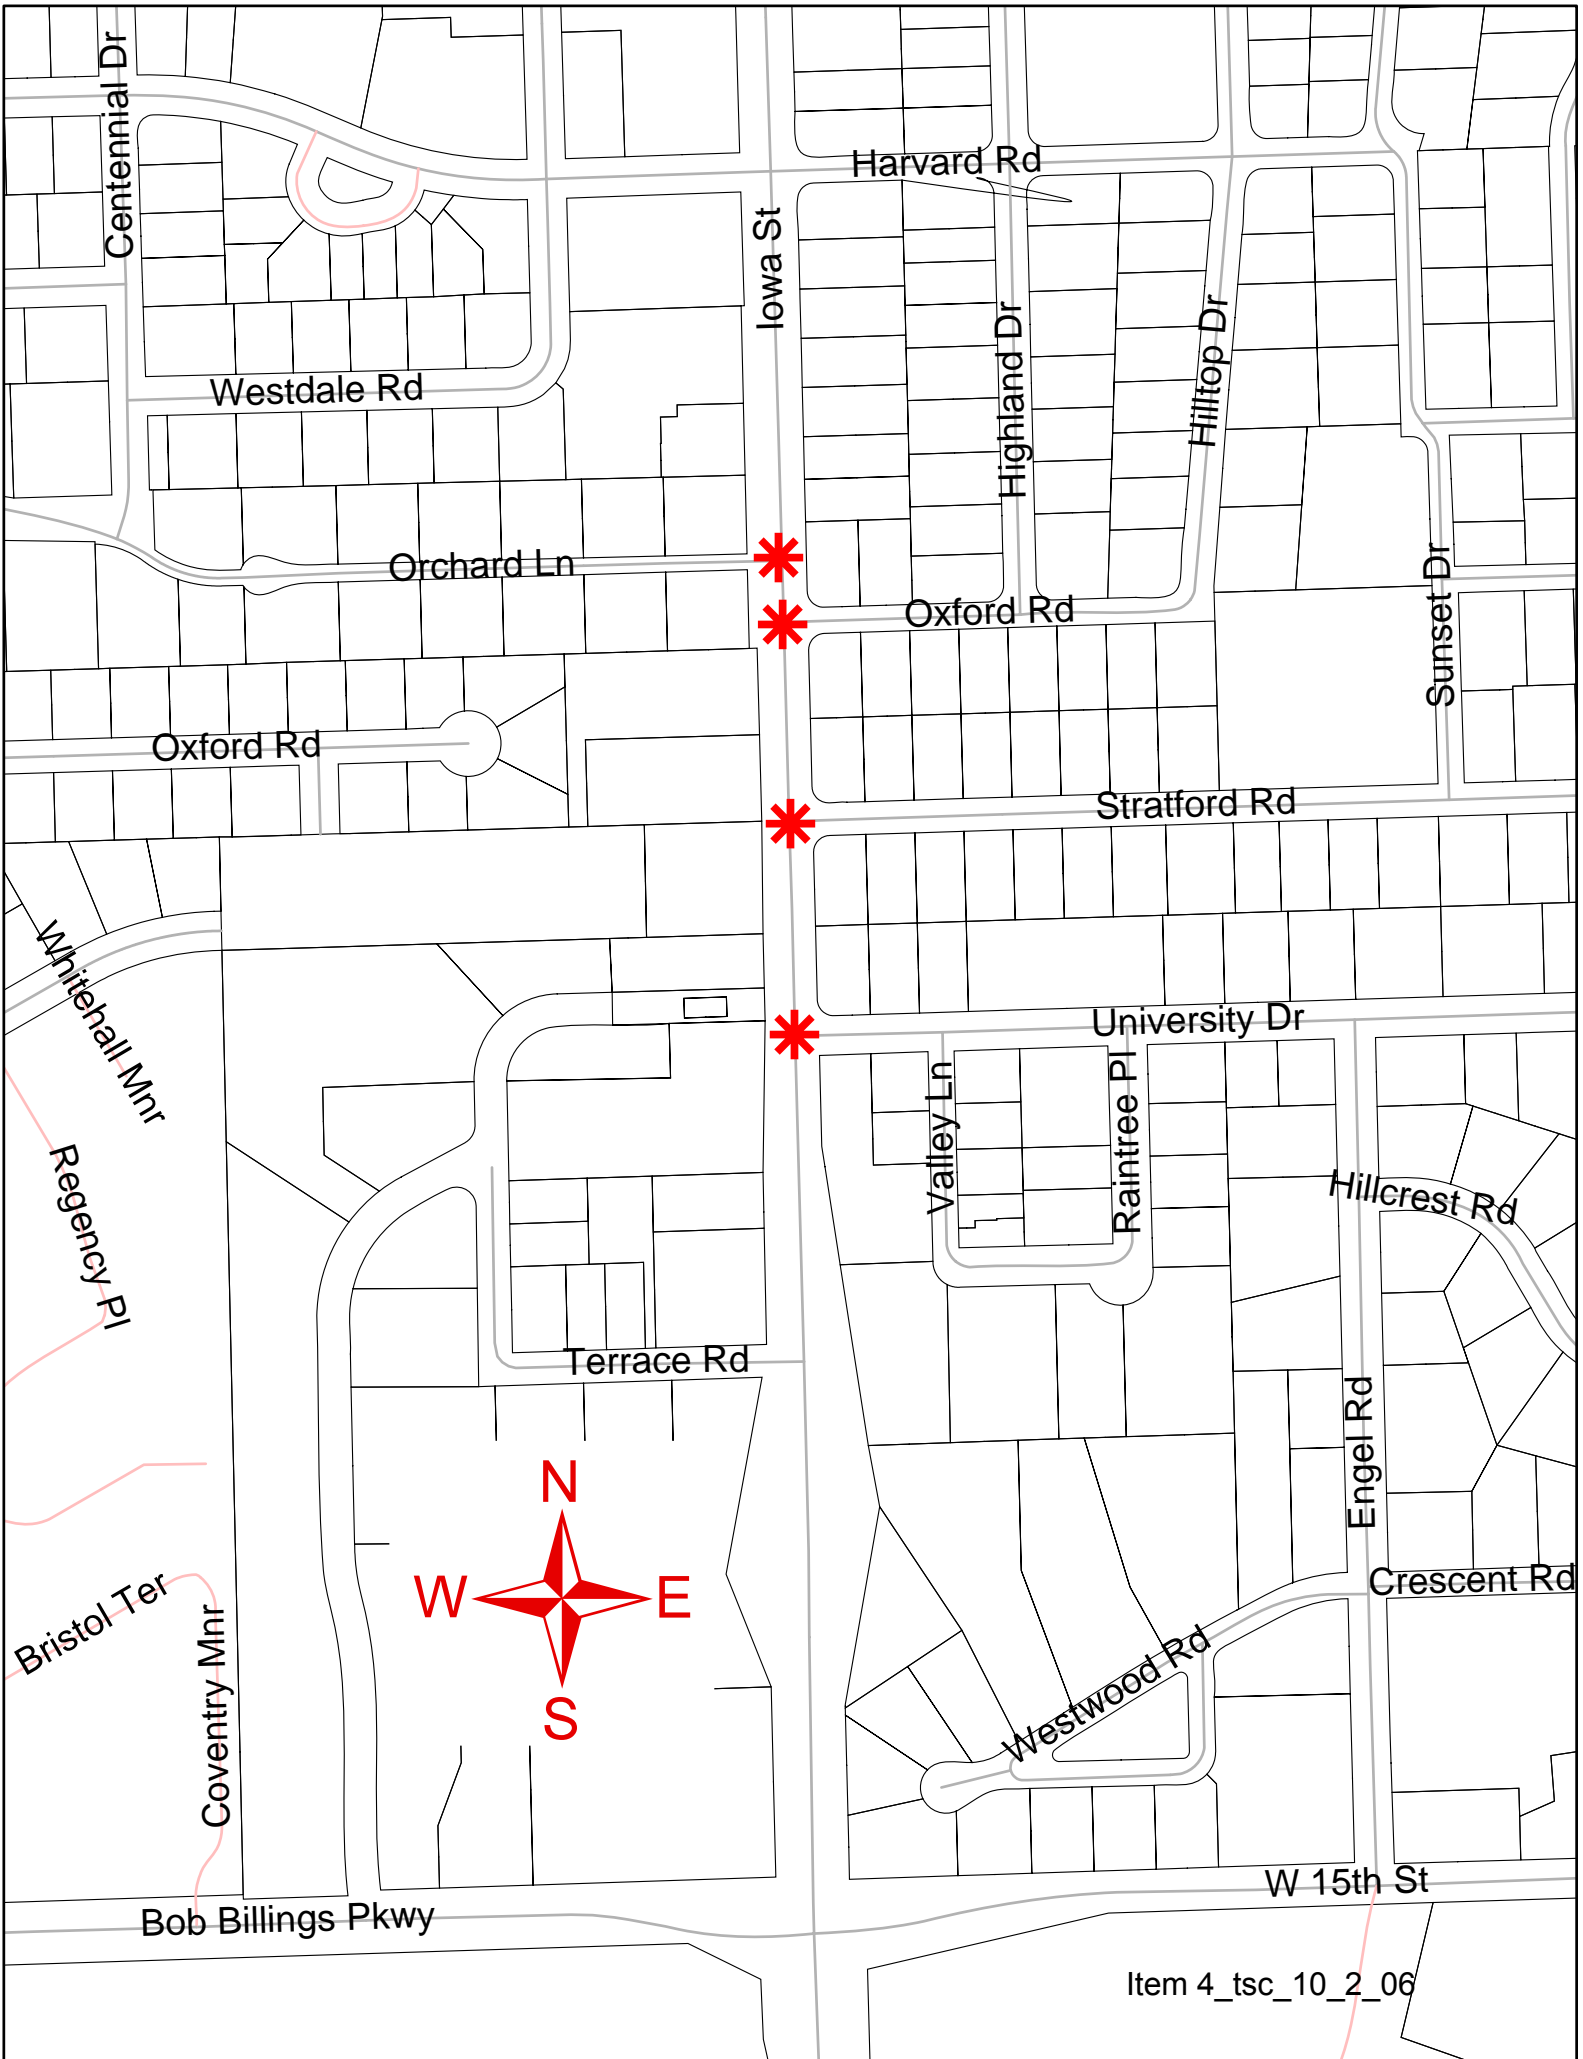 Centennial Dr
Harvard Rd
Iowa St
Westdale Rd
Highland Dr
Hilltop Dr
Orchard Ln
Oxford Rd
Sunset Dr
Oxford Rd
Stratford Rd
Whitehall Mnr
University Dr
Valley Ln
Raintree Pl
Regency Pl
Hillcrest Rd
Terrace Rd
Engel Rd
N
W
E
S
Crescent Rd
Bristol Ter
Coventry Mnr
Westwood Rd
W 15th St
Bob Billings Pkwy
Item 4_tsc_10_2_06